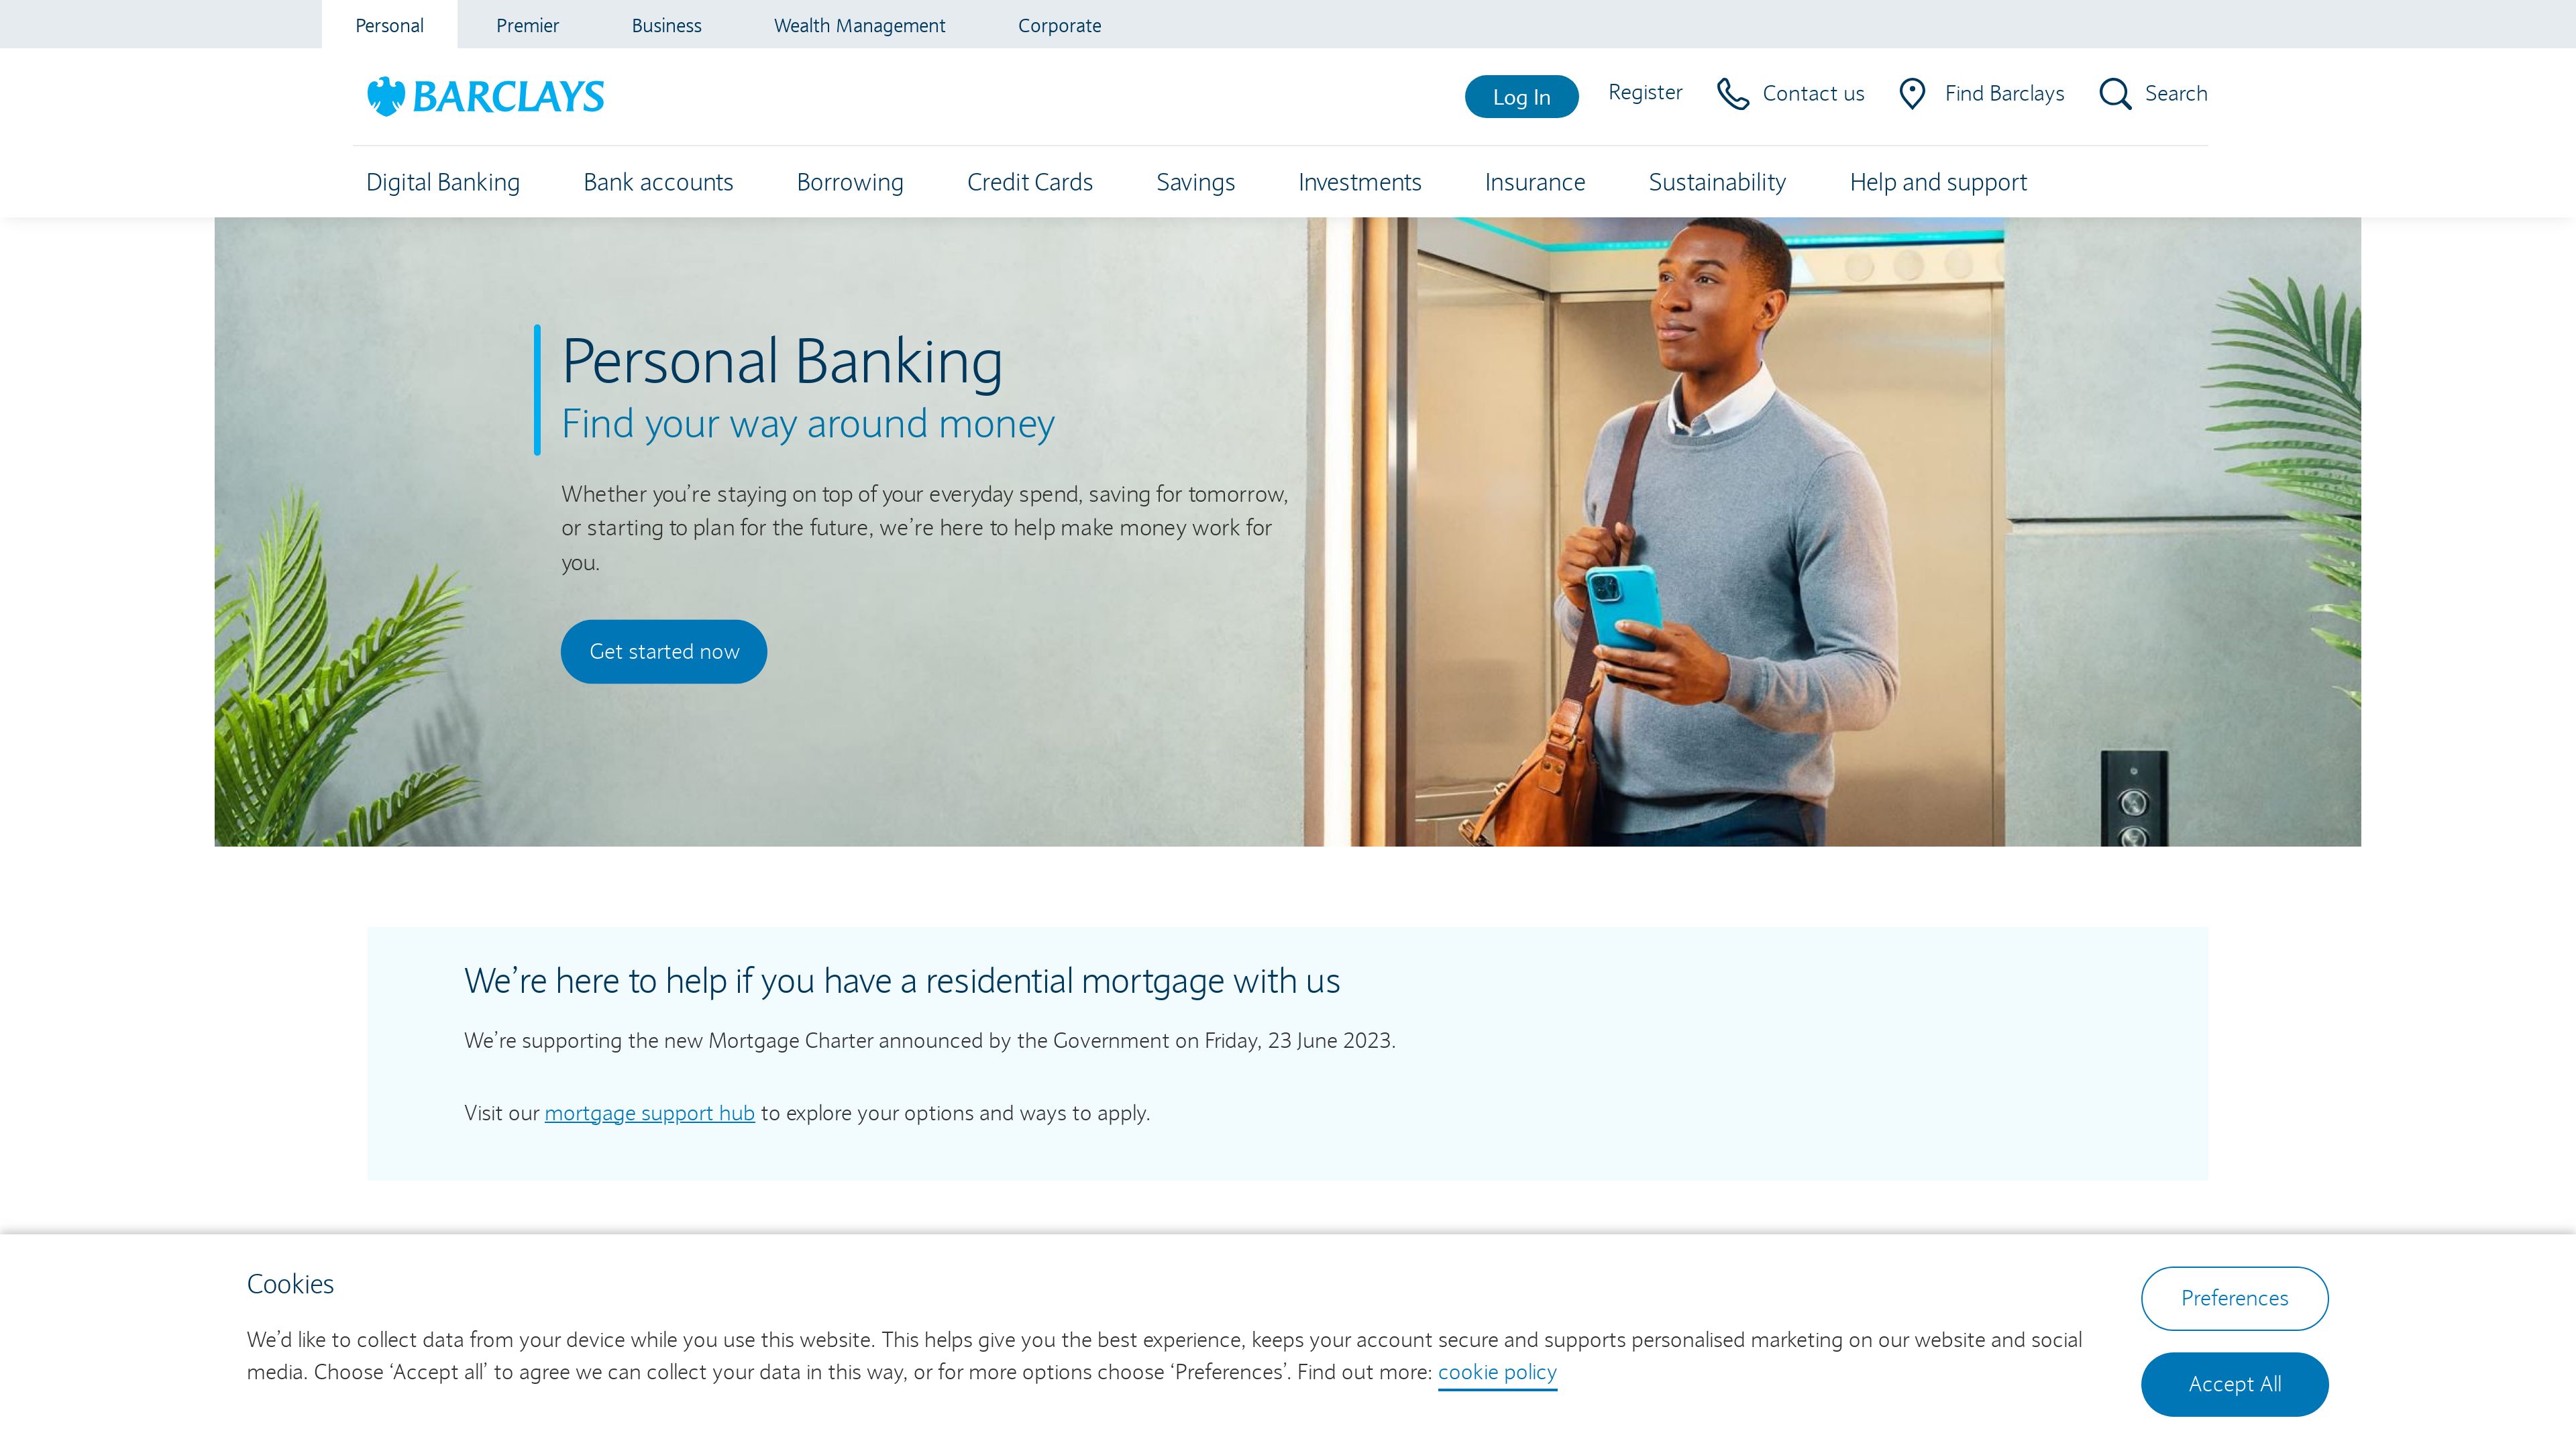 Personal Premier Business Wealth Management Corporate
BARCLAYS Log In Register Contact us Find Barclays Search
Digital Banking Bank accounts Borrowing Credit Cards Savings Investments Insurance Sustainability Help and support
Personal Banking
Find your way around money
Whether you’re staying on top of your everyday spend, saving for tomorrow,
or starting to plan for the future, we’re here to help make money work for
you.
Get started now
We’re here to help if you have a residential mortgage with us
We’re supporting the new Mortgage Charter announced by the Government on Friday, 23 June 2023.
Visit our mortgage support hub to explore your options and ways to apply.
Cookies
We’d like to collect data from your device while you use this website. This helps give you the best experience, keeps your account secure and supports personalised marketing on our website and social
media. Choose ‘Accept all’ to agree we can collect your data in this way, or for more options choose ‘Preferences’. Find out more: cookie policy
Preferences
Accept All